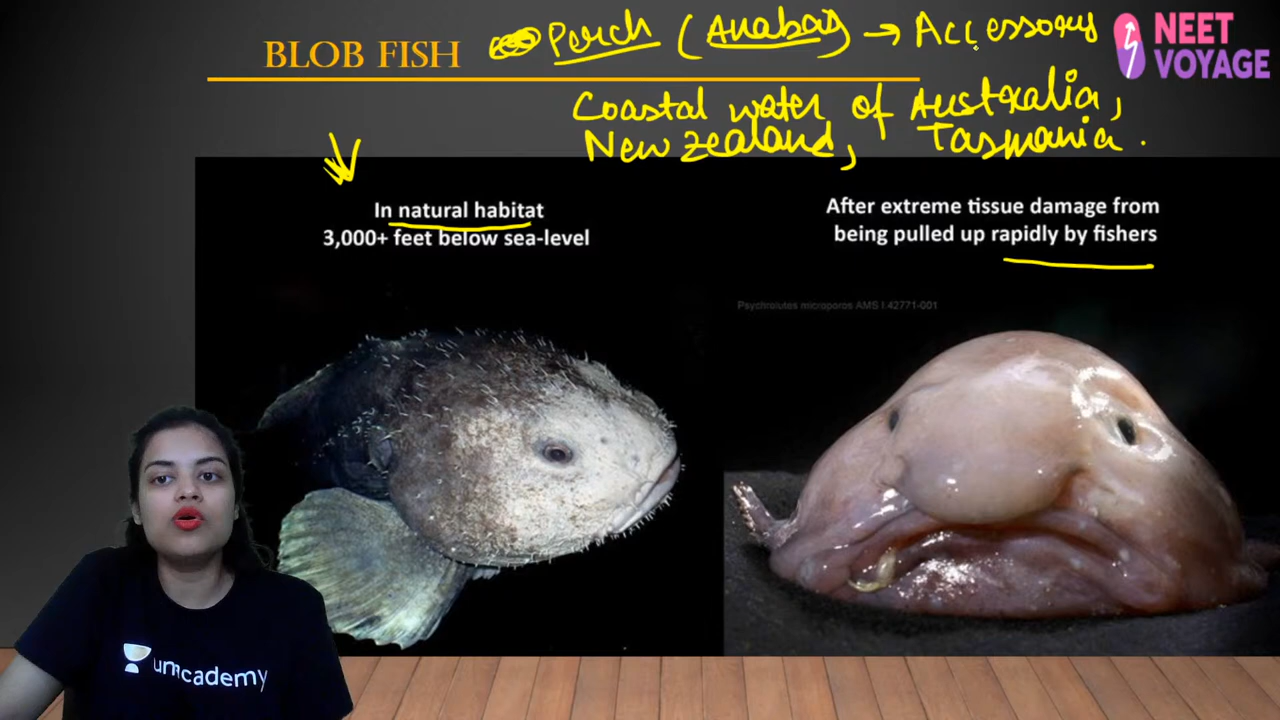 BLOB FISH
Perch (Anabas) → Accessory
NEET
VOYAGE
Coastal water of Australia,
New zealand, Tasmania.
In natural habitat
3,000+ feet below sea-level
After extreme tissue damage from
being pulled up rapidly by fishers
Psychrolutes microporos AMS I.42771-001
unacademy